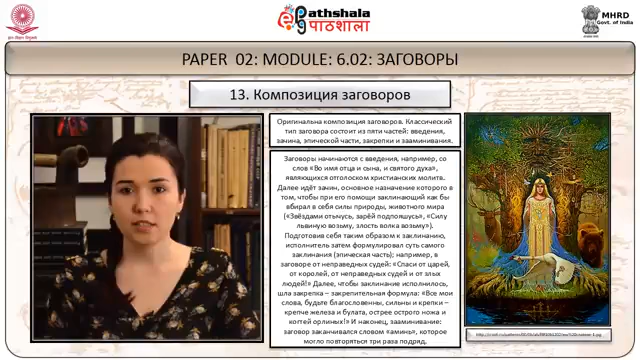 Pathshala
पाठशाला
MHRD
Govt. of India
PAPER 02: MODULE: 6.02: ЗАГОВОРЫ
13. Композиция заговоров
Оригинальна композиция заговоров. Классический
тип заговора состоит из пяти частей: введения,
зачина, эпической части, закрепки и зааминивания.
Заговоры начинаются с введения, например, со
слов «Во имя отца и сына, и святого духа»,
являющихся отголоском христианских молитв.
Далее идёт зачин, основное назначение которого в
том, чтобы при его помощи заклинающий как бы
вбирал в себя силы природы, животного мира
(«Звёздами отычусь, зарёй подпояшусь», «Силу
львиную возьму, злость волка возьму»).
Подготовив себя таким образом к заклинанию,
исполнитель затем формулировал суть самого
заклинания (эпическая часть); например, в
заговоре от неправедных судей: «Спаси от царей,
от королей, от неправедных судей и от злых
людей!» Далее, чтобы заклинание исполнилось,
шла закрепка – закрепительная формула: «Все мои
слова, будьте благословенны, сильны и крепки –
крепче железа и булата, острее острого ножа и
когтей орлиных!» И наконец, зааминивание:
заговор заканчивался словом «аминь», которое
могло повторяться три раза подряд.